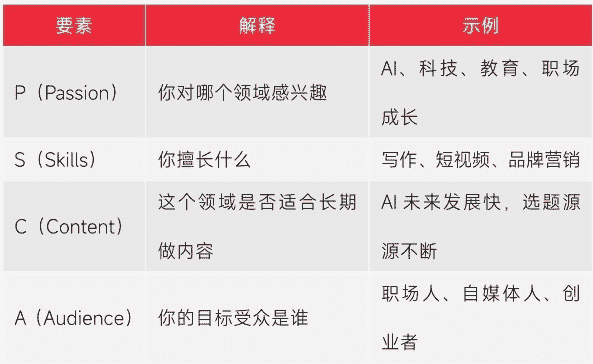 要素 解释 示例
P（Passion） 你对哪个领域感兴趣 AI、科技、教育、职场
成长
S（Skills） 你擅长什么 写作、短视频、品牌营销
C（Content） 这个领域是否适合长期
做内容 AI 未来发展快，选题源
源不断
A（Audience） 你的目标受众是谁 职场人、自媒体人、创
业者